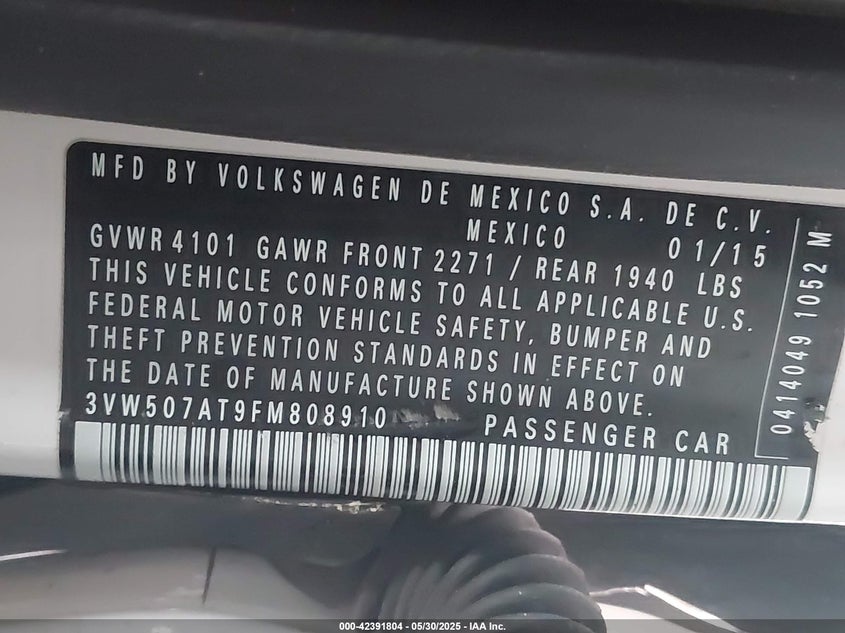 MFD BY VOLKSWAGEN DE MEXICO S.A. DE C.V.
MEXICO 01/15
GVWR 4101 GAWR FRONT 2271 / REAR 1940 LBS
THIS VEHICLE CONFORMS TO ALL APPLICABLE U.S.
FEDERAL MOTOR VEHICLE SAFETY, BUMPER AND
THEFT PREVENTION STANDARDS IN EFFECT ON
THE DATE OF MANUFACTURE SHOWN ABOVE.
3VW507AT9FM808910 PASSENGER CAR
0414049 1052 M
000-42391804 - 05/30/2025 - IAA Inc.